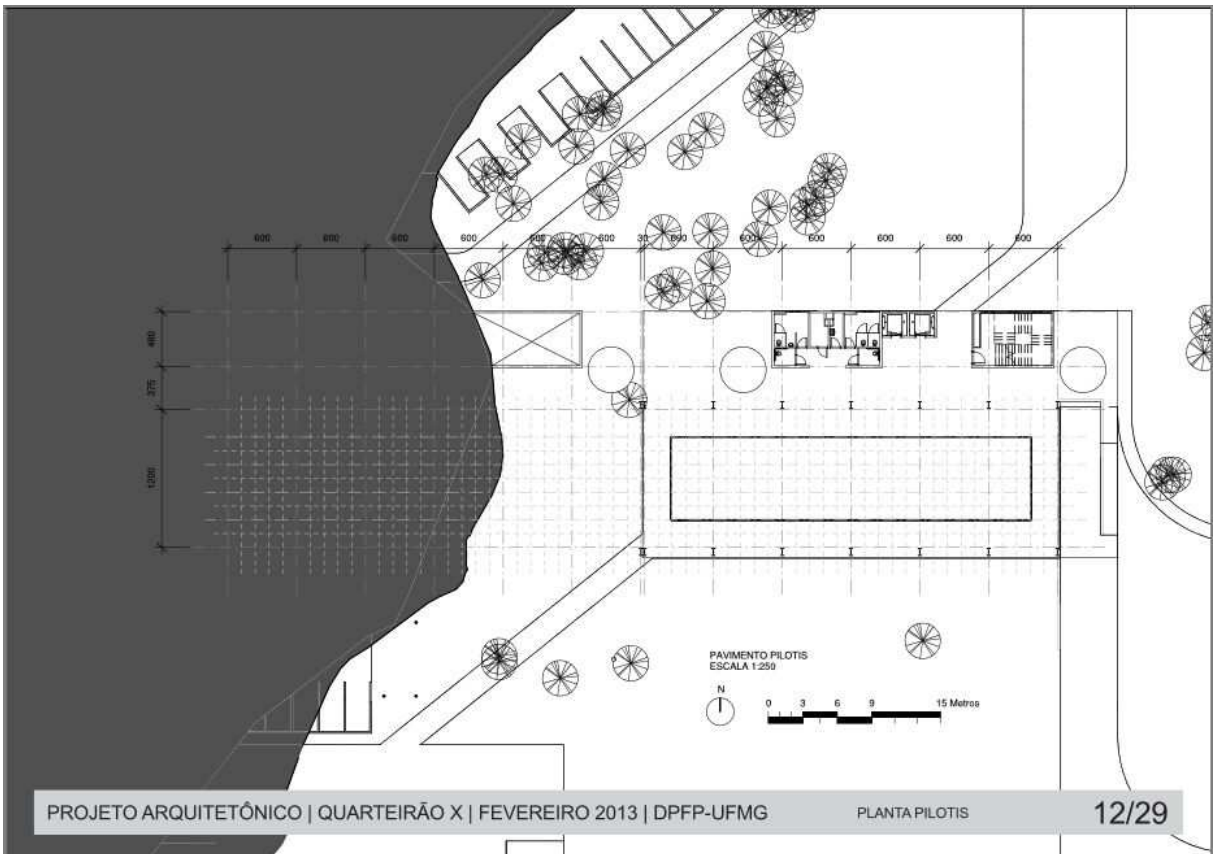 600 600 600 600 600 600 30 600 600 600 600 600 600
480
375
1200
PAVIMENTO PILOTIS
ESCALA 1:250
N
0 3 6 9 15 Metros
PROJETO ARQUITETÔNICO | QUARTEIRÃO X | FEVEREIRO 2013 | DPFP-UFMG PLANTA PILOTIS 12/29